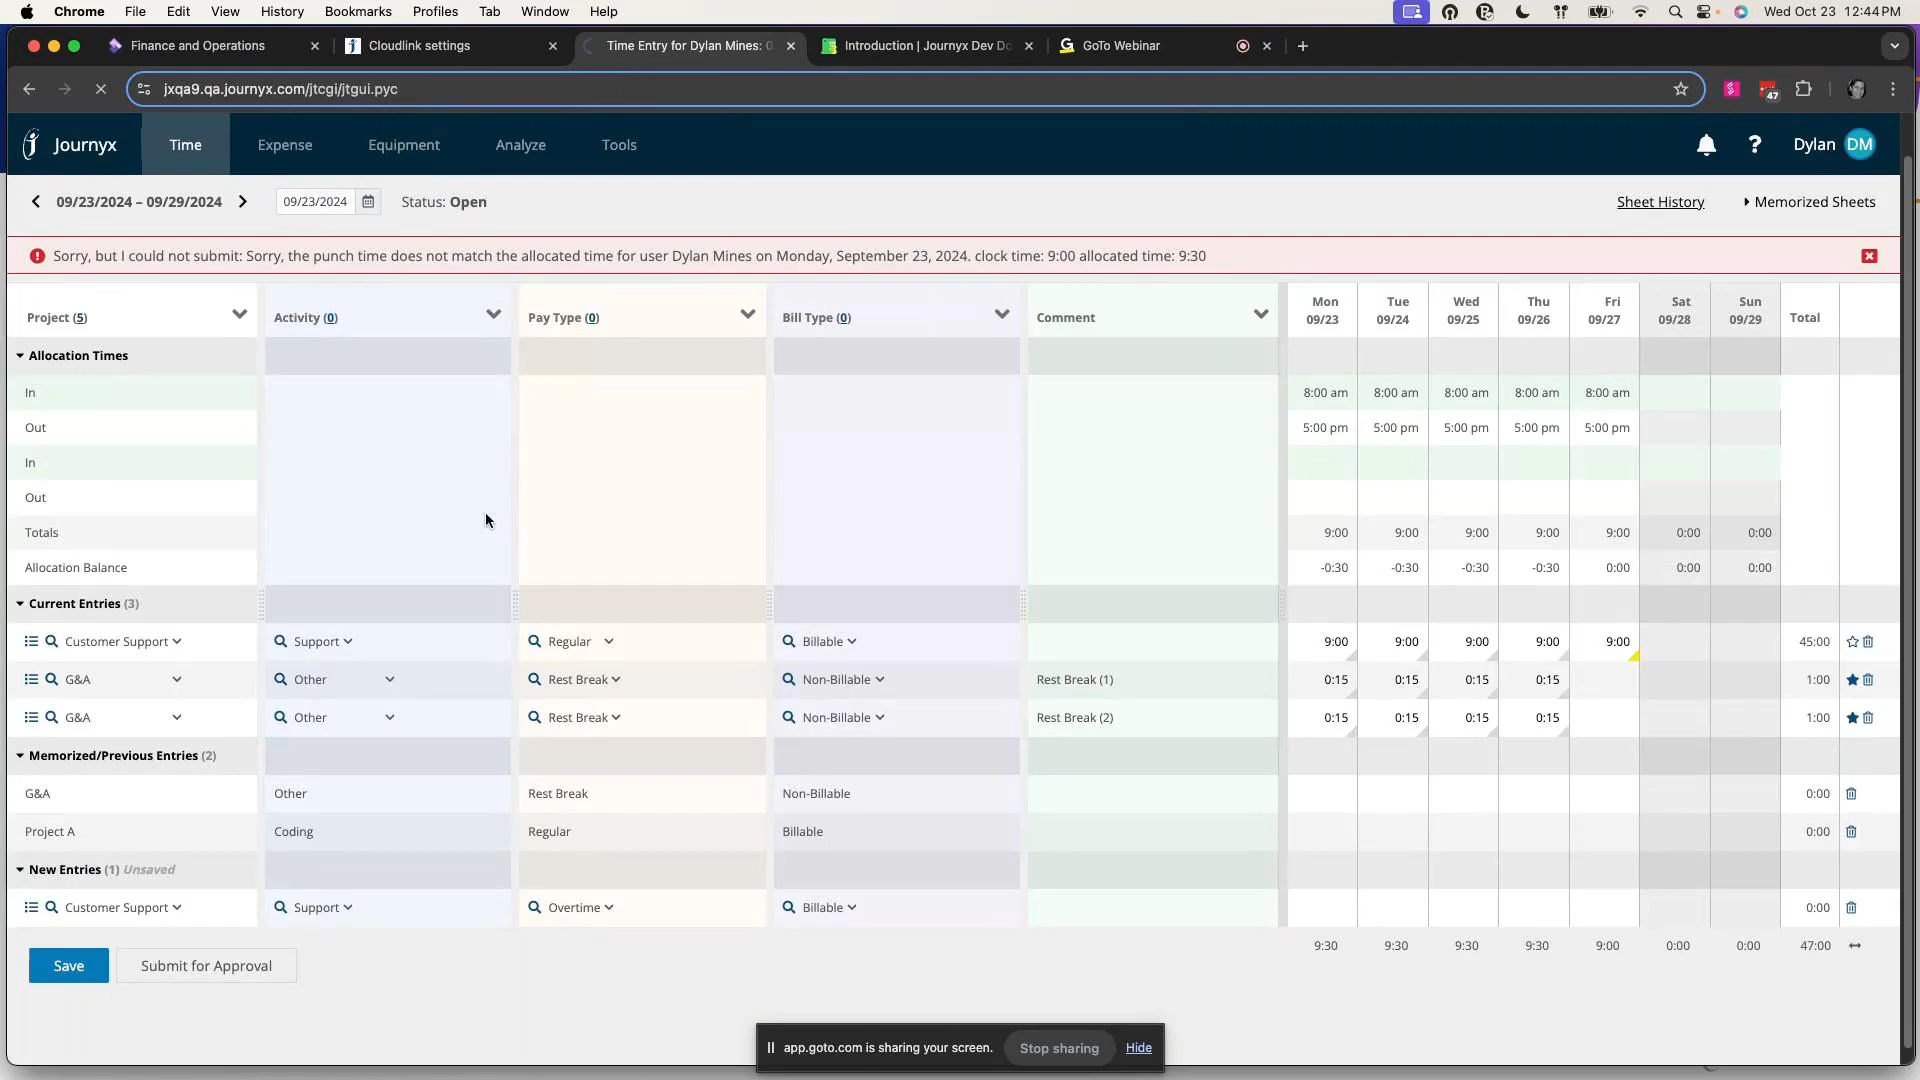 Chrome File Edit View History Bookmarks Profiles Tab Window Help Wed Oct 23 12:44 PM
Finance and Operations Cloudlink settings Time Entry for Dylan Mines: 0 Introduction | Journyx Dev Do GoTo Webinar
jxqa9.qa.journyx.com/jtcgi/jtgui.pyc 47
Journyx Time Expense Equipment Analyze Tools ? Dylan DM
09/23/2024 – 09/29/2024 09/23/2024 Status: Open Sheet History Memorized Sheets
Sorry, but I could not submit: Sorry, the punch time does not match the allocated time for user Dylan Mines on Monday, September 23, 2024. clock time: 9:00 allocated time: 9:30
Project (5) Activity (0) Pay Type (0) Bill Type (0) Comment Mon 09/23 Tue 09/24 Wed 09/25 Thu 09/26 Fri 09/27 Sat 09/28 Sun 09/29 Total
Allocation Times
In 8:00 am 8:00 am 8:00 am 8:00 am 8:00 am
Out 5:00 pm 5:00 pm 5:00 pm 5:00 pm 5:00 pm
In
Out
Totals 9:00 9:00 9:00 9:00 9:00 0:00 0:00
Allocation Balance -0:30 -0:30 -0:30 -0:30 0:00 0:00 0:00
Current Entries (3)
Customer Support Support Regular Billable 9:00 9:00 9:00 9:00 9:00 45:00
G&A Other Rest Break Non-Billable Rest Break (1) 0:15 0:15 0:15 0:15 1:00
G&A Other Rest Break Non-Billable Rest Break (2) 0:15 0:15 0:15 0:15 1:00
Memorized/Previous Entries (2)
G&A Other Rest Break Non-Billable 0:00
Project A Coding Regular Billable 0:00
New Entries (1) Unsaved
Customer Support Support Overtime Billable 0:00
9:30 9:30 9:30 9:30 9:00 0:00 0:00 47:00
Save Submit for Approval
app.goto.com is sharing your screen. Stop sharing Hide